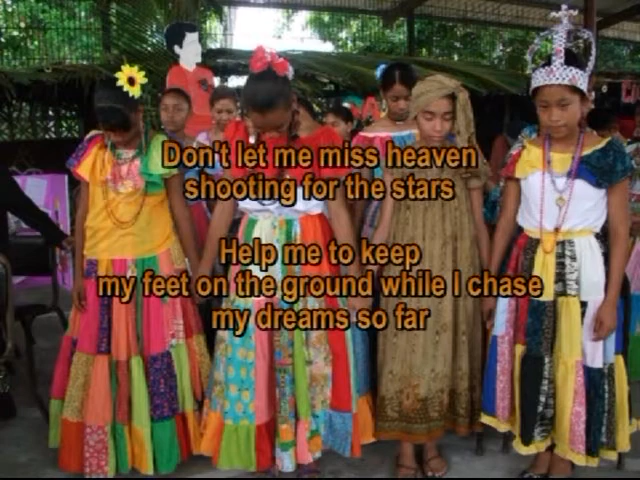 Don't let me miss heaven
shooting for the stars
Help me to keep
my feet on the ground while I chase
my dreams so far